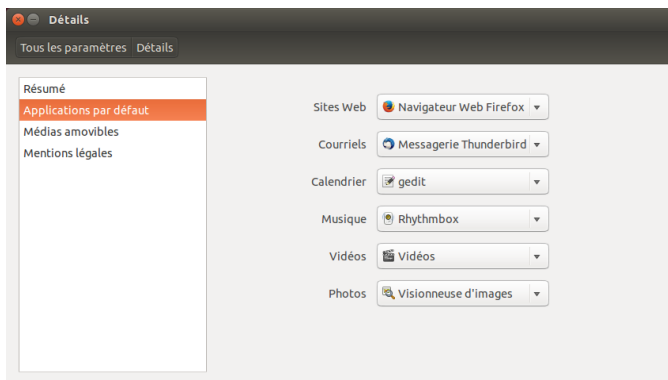 Détails
Tous les paramètres Détails
Résumé
Applications par défaut
Médias amovibles
Mentions légales
Sites Web Navigateur Web Firefox
Courriels Messagerie Thunderbird
Calendrier gedit
Musique Rhythmbox
Vidéos Vidéos
Photos Visionneuse d'images